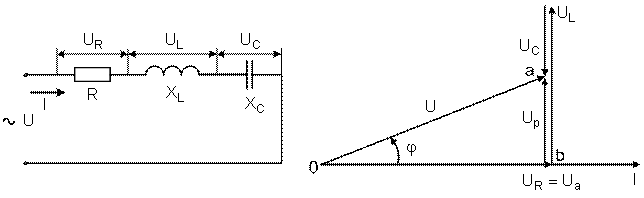 U_R U_L U_C
R X_L X_C
I
~ U
U_L
U_C
a
U
U_p
φ
0 b
U_R = U_a I